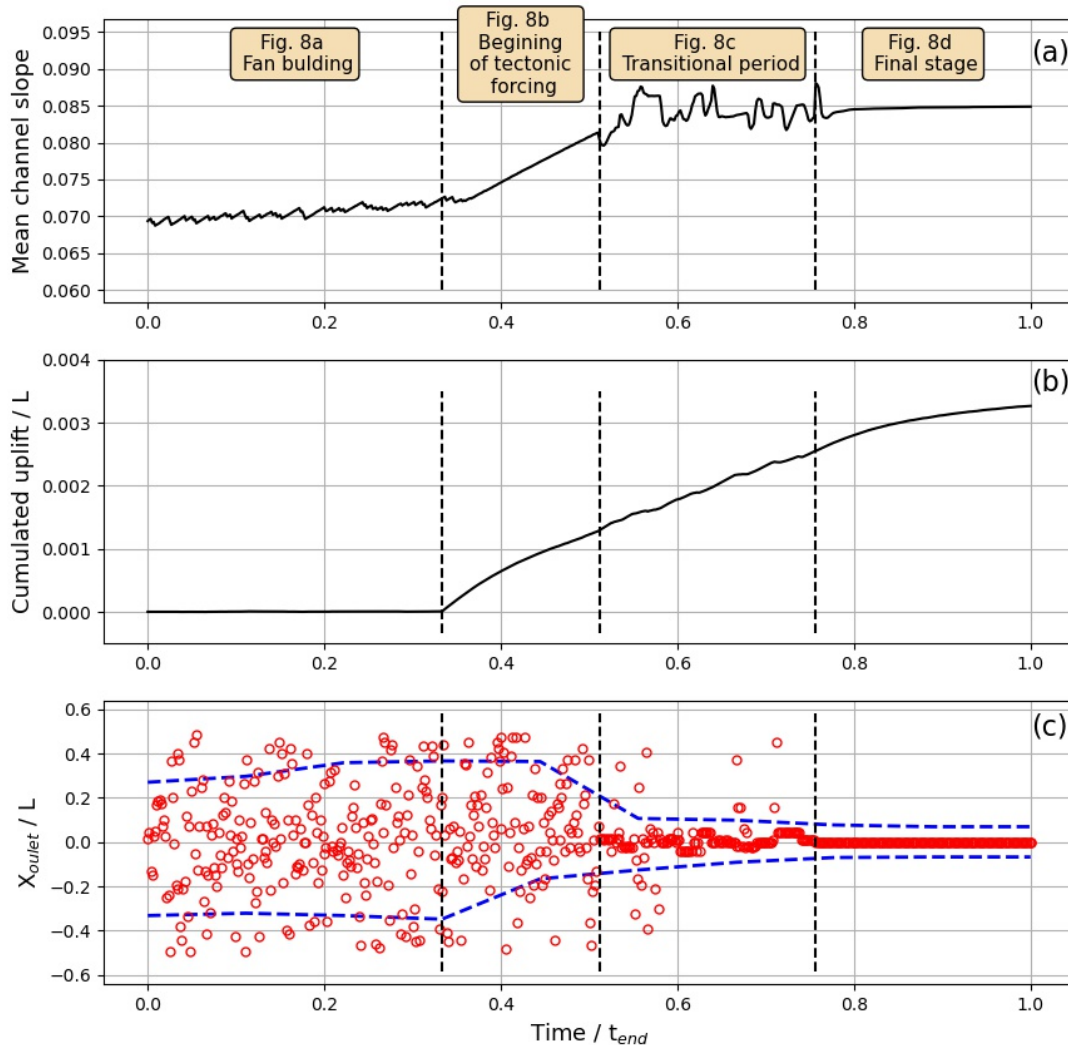 Fig. 8a
Fan bulding
Fig. 8b
Begining
of tectonic
forcing
Fig. 8c
Transitional period
Fig. 8d
Final stage
(a)
Mean channel slope
0.095
0.090
0.085
0.080
0.075
0.070
0.065
0.060
0.0 0.2 0.4 0.6 0.8 1.0
(b)
Cumulated uplift / L
0.004
0.003
0.002
0.001
0.000
0.0 0.2 0.4 0.6 0.8 1.0
(c)
X_oulet / L
0.6
0.4
0.2
0.0
−0.2
−0.4
−0.6
0.0 0.2 0.4 0.6 0.8 1.0
Time / t_end